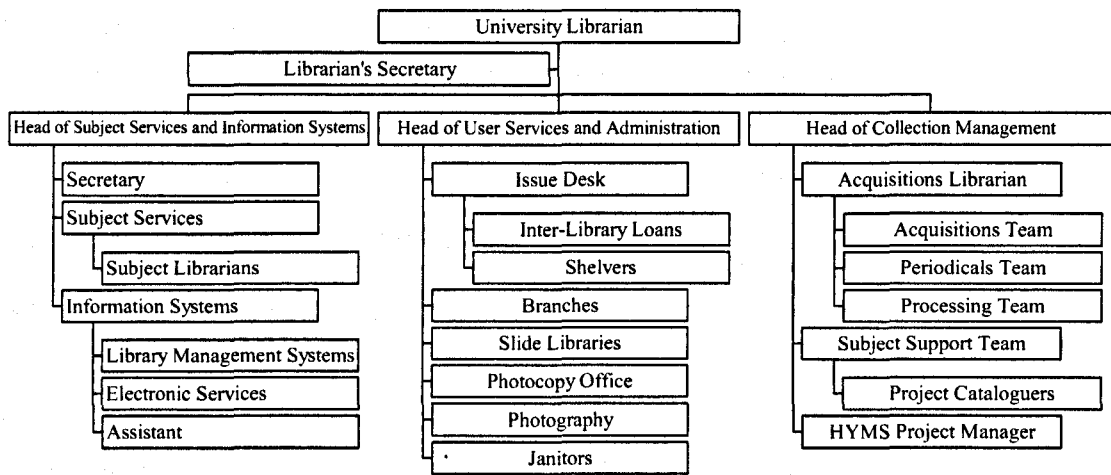 University Librarian
Librarian's Secretary
Head of Subject Services and Information Systems
Secretary
Subject Services
Subject Librarians
Information Systems
Library Management Systems
Electronic Services
Assistant
Head of User Services and Administration
Issue Desk
Inter-Library Loans
Shelvers
Branches
Slide Libraries
Photocopy Office
Photography
Janitors
Head of Collection Management
Acquisitions Librarian
Acquisitions Team
Periodicals Team
Processing Team
Subject Support Team
Project Cataloguers
HYMS Project Manager